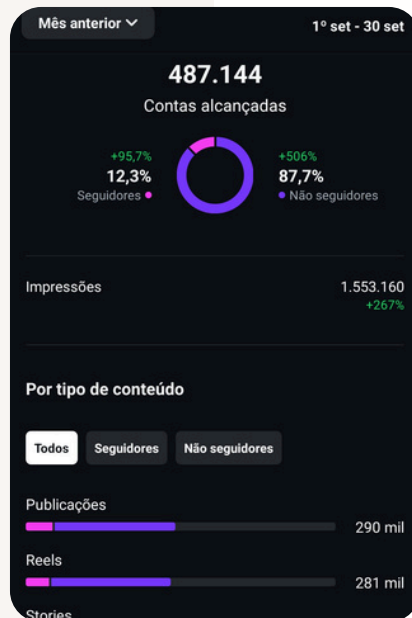 Mês anterior
1º set - 30 set
487.144
Contas alcançadas
+95,7%
12,3%
Seguidores
+506%
87,7%
Não seguidores
Impressões
1.553.160
+267%
Por tipo de conteúdo
Todos
Seguidores
Não seguidores
Publicações
290 mil
Reels
281 mil
Stories